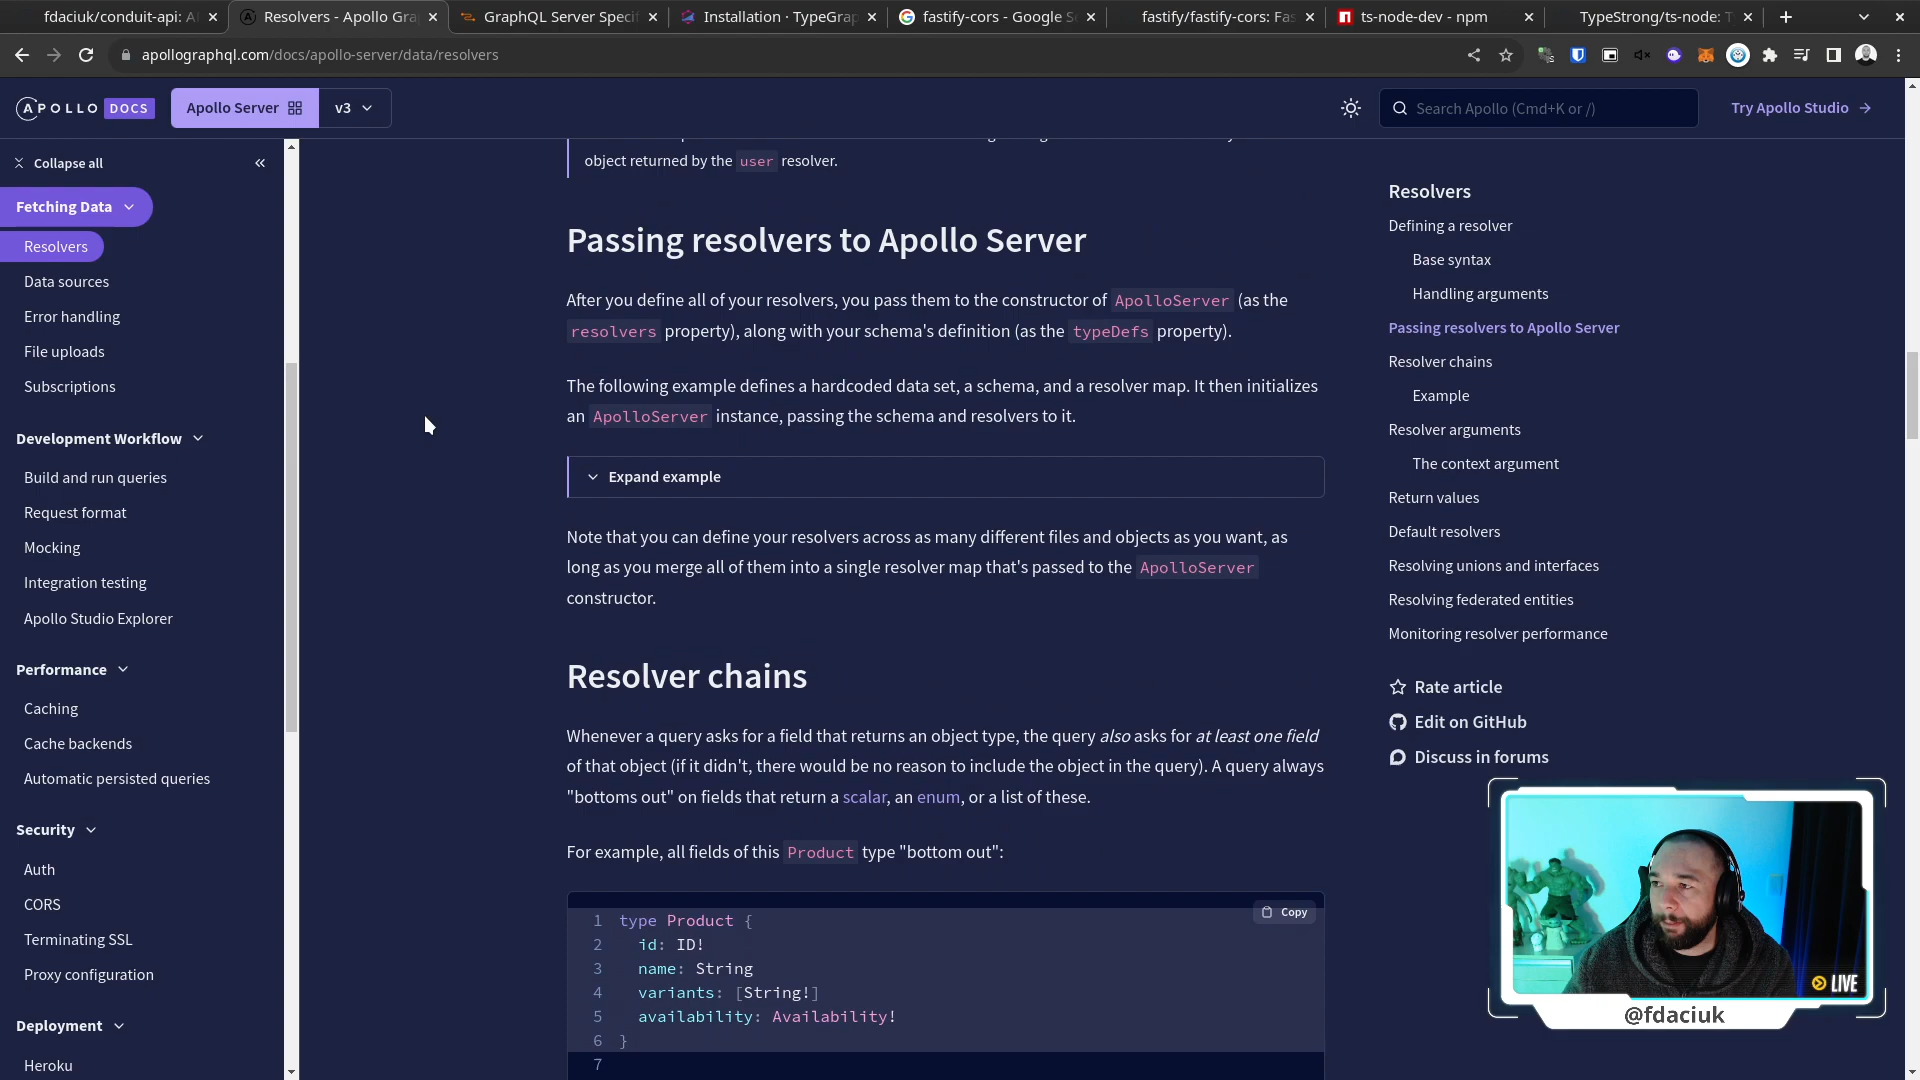 fdaciuk/conduit-api: A
Resolvers - Apollo Gra
GraphQL Server Specif
Installation · TypeGrap
fastify-cors - Google S
fastify/fastify-cors: Fas
ts-node-dev - npm
TypeStrong/ts-node: T
apollographql.com/docs/apollo-server/data/resolvers
APOLLO DOCS
Apollo Server
v3
Search Apollo (Cmd+K or /)
Try Apollo Studio
Collapse all
Fetching Data
Resolvers
Data sources
Error handling
File uploads
Subscriptions
Development Workflow
Build and run queries
Request format
Mocking
Integration testing
Apollo Studio Explorer
Performance
Caching
Cache backends
Automatic persisted queries
Security
Auth
CORS
Terminating SSL
Proxy configuration
Deployment
Heroku
object returned by the user resolver.
Passing resolvers to Apollo Server
After you define all of your resolvers, you pass them to the constructor of ApolloServer (as the
resolvers property), along with your schema's definition (as the typeDefs property).
The following example defines a hardcoded data set, a schema, and a resolver map. It then initializes
an ApolloServer instance, passing the schema and resolvers to it.
Expand example
Note that you can define your resolvers across as many different files and objects as you want, as
long as you merge all of them into a single resolver map that's passed to the ApolloServer
constructor.
Resolver chains
Whenever a query asks for a field that returns an object type, the query also asks for at least one field
of that object (if it didn't, there would be no reason to include the object in the query). A query always
"bottoms out" on fields that return a scalar, an enum, or a list of these.
For example, all fields of this Product type "bottom out":
Copy
1 type Product {
2 id: ID!
3 name: String
4 variants: [String!]
5 availability: Availability!
6 }
7
Resolvers
Defining a resolver
Base syntax
Handling arguments
Passing resolvers to Apollo Server
Resolver chains
Example
Resolver arguments
The context argument
Return values
Default resolvers
Resolving unions and interfaces
Resolving federated entities
Monitoring resolver performance
Rate article
Edit on GitHub
Discuss in forums
LIVE
@fdaciuk